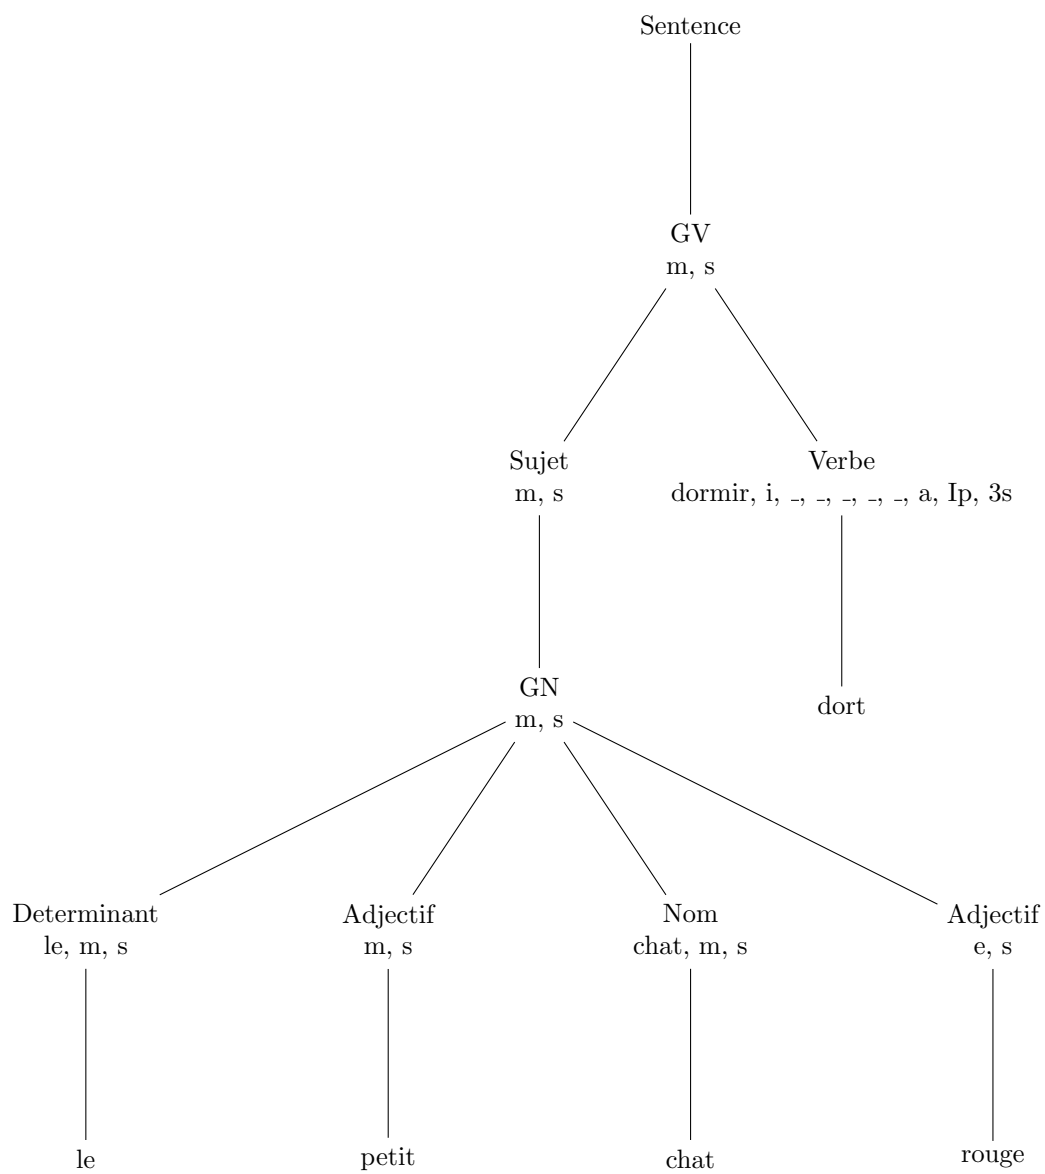 Sentence
GV
m, s
Sujet
Verbe
m, s
dormir, i, _, _, _, _, _, a, Ip, 3s
GN
m, s
dort
Determinant
Adjectif
Nom
Adjectif
le, m, s
m, s
chat, m, s
e, s
le
petit
chat
rouge